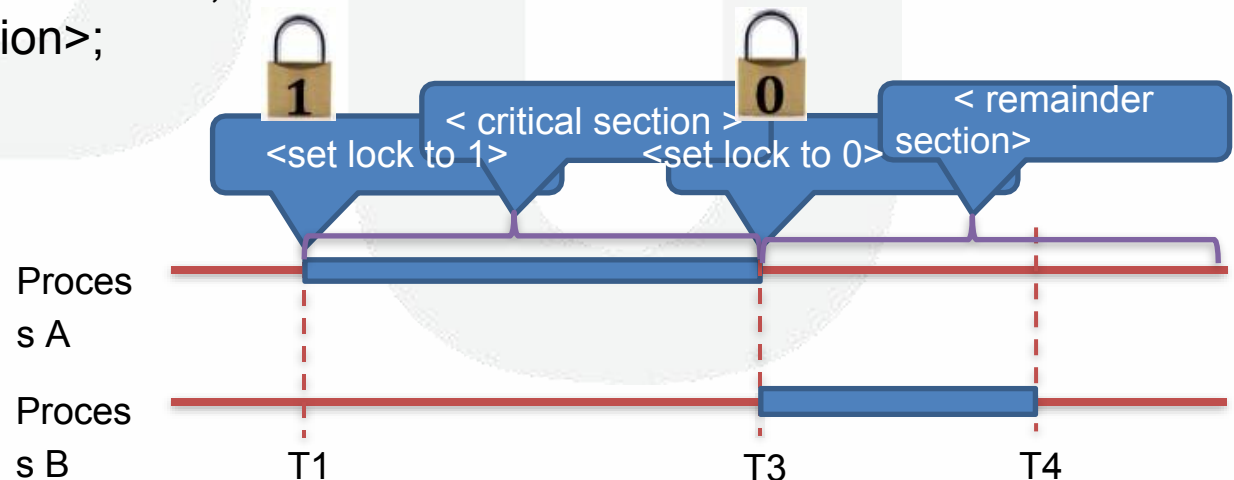 ion>;
1
0
< critical section >
< remainder
section>
<set lock to 1>
<set lock to 0>
Proces
s A
Proces
s B
T1
T3
T4